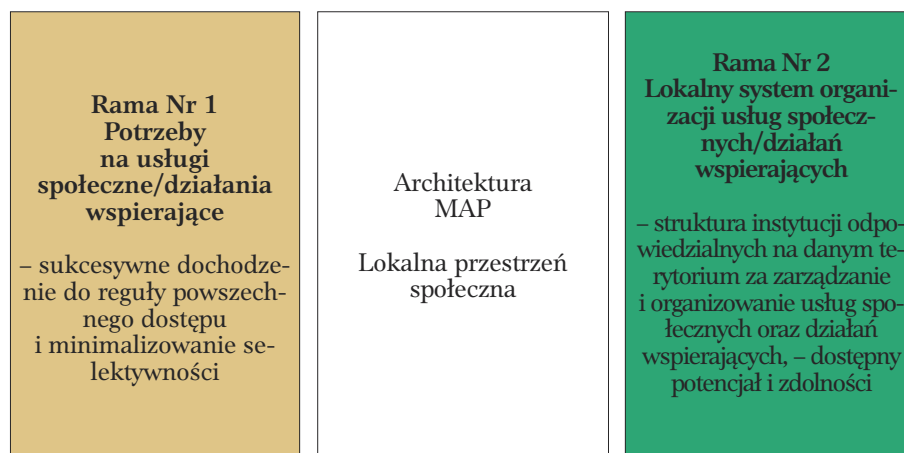 Rama Nr 1
Potrzeby
na usługi
społeczne/działania
wspierające
– sukcesywne dochodze-
nie do reguły powszech-
nego dostępu
i minimalizowanie se-
lektywności
Architektura
MAP
Lokalna przestrzeń
społeczna
Rama Nr 2
Lokalny system organi-
zacji usług społecz-
nych/działań
wspierających
– struktura instytucji odpo-
wiedzialnych na danym te-
rytorium za zarządzanie
i organizowanie usług spo-
łecznych oraz działań
wspierających, – dostępny
potencjał i zdolności